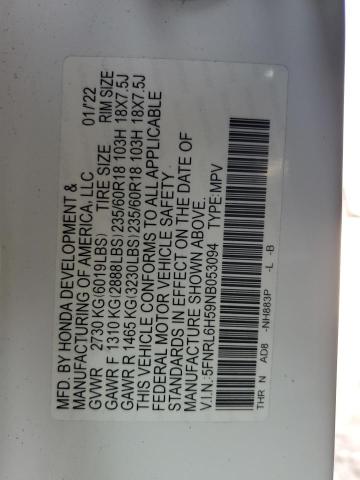 MFD. BY HONDA DEVELOPMENT &
MANUFACTURING OF AMERICA, LLC 01/'22
GVWR 2730 KG(6019LBS) TIRE SIZE RIM SIZE
GAWR F 1310 KG(2888LBS)235/60R18 103H 18X7.5J
GAWR R 1465 KG(3230LBS)235/60R18 103H 18X7.5J
THIS VEHICLE CONFORMS TO ALL APPLICABLE
FEDERAL MOTOR VEHICLE SAFETY
STANDARDS IN EFFECT ON THE DATE OF
MANUFACTURE SHOWN ABOVE.
V.I.N.:5FNRL6H59NB053094 TYPE:MPV
THR N AD8 -NH883P -L -B